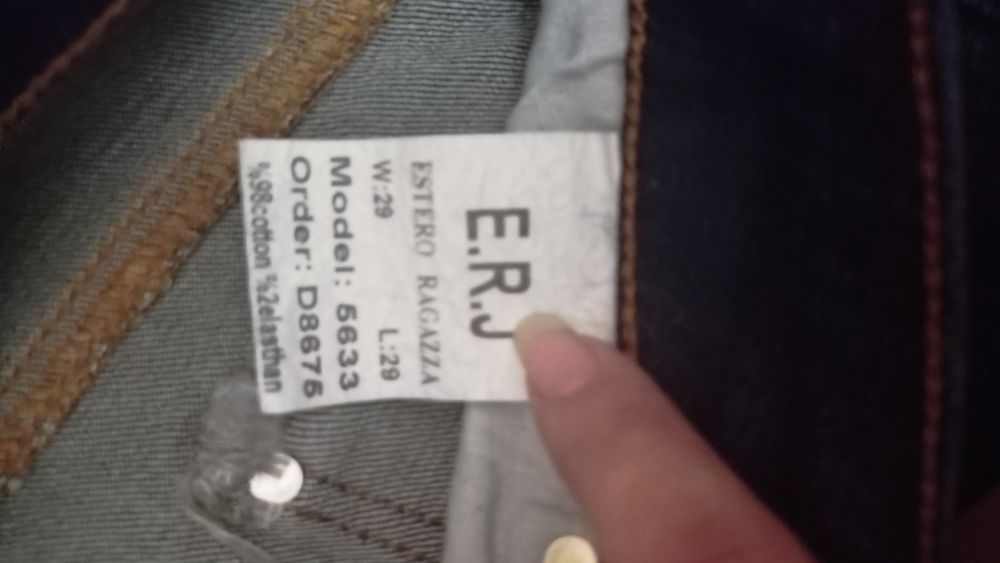 E.R.J
ESTERO RAGAZZA
W:29 L:29
Model: 5633
Order: D8675
%98cotton %2elasthan